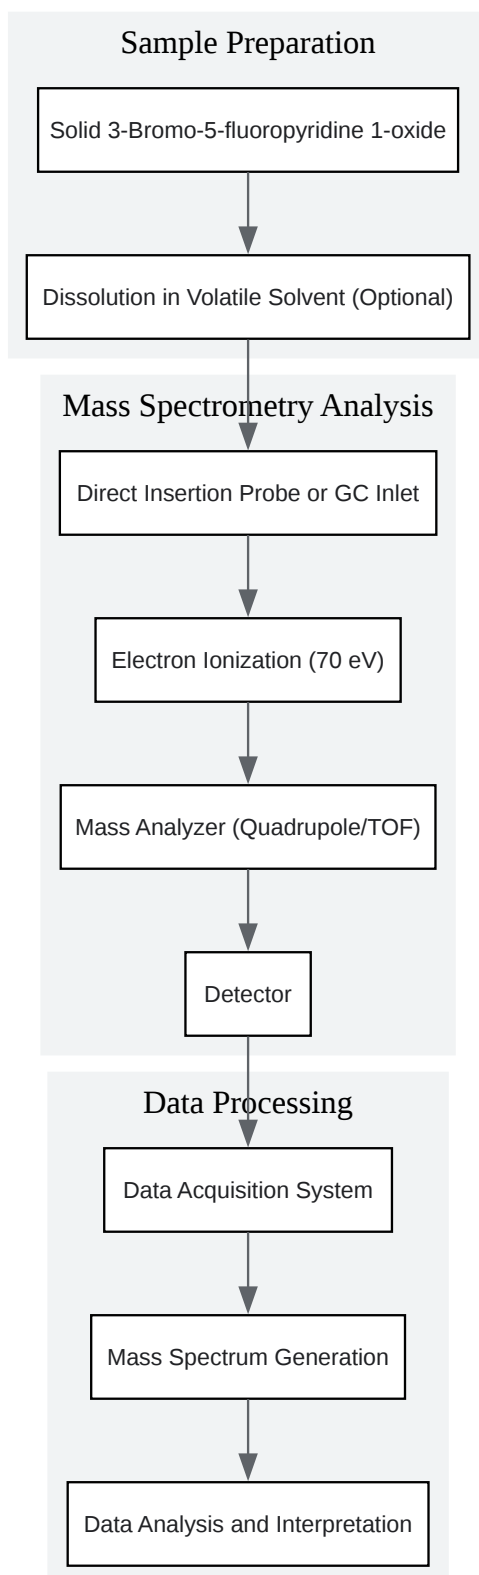 Sample Preparation
Solid 3-Bromo-5-fluoropyridine 1-oxide
Dissolution in Volatile Solvent (Optional)
Mass Spectrometry Analysis
Direct Insertion Probe or GC Inlet
Electron Ionization (70 eV)
Mass Analyzer (Quadrupole/TOF)
Detector
Data Processing
Data Acquisition System
Mass Spectrum Generation
Data Analysis and Interpretation